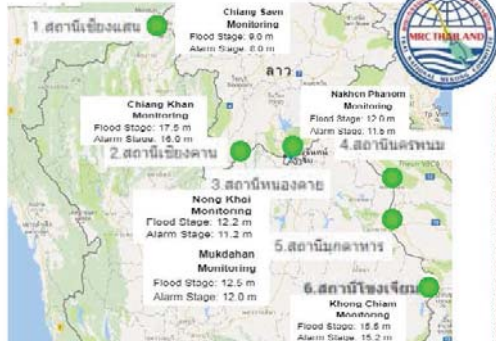 1.สถานีเชียงแสน
Chiang Saen
Monitoring
Flood Stage: 9.0 m
Alarm Stage: 8.0 m
MRC THAILAND
ลาว
Chiang Khan
Monitoring
Flood Stage: 17.5 m
Alarm Stage: 16.0 m
2.สถานีเชียงคาน
Nakhon Phanom
Monitoring
Flood Stage: 12.0 m
Alarm Stage: 11.5 m
4.สถานีนครพนม
3.สถานีหนองคาย
Nong Khai
Monitoring
Flood Stage: 12.2 m
Alarm Stage: 11.2 m
5.สถานีมุกดาหาร
Mukdahan
Monitoring
Flood Stage: 12.5 m
Alarm Stage: 12.0 m
6.สถานีโขงเจียม
Khong Chiam
Monitoring
Flood Stage: 15.5 m
Alarm Stage: 15.2 m